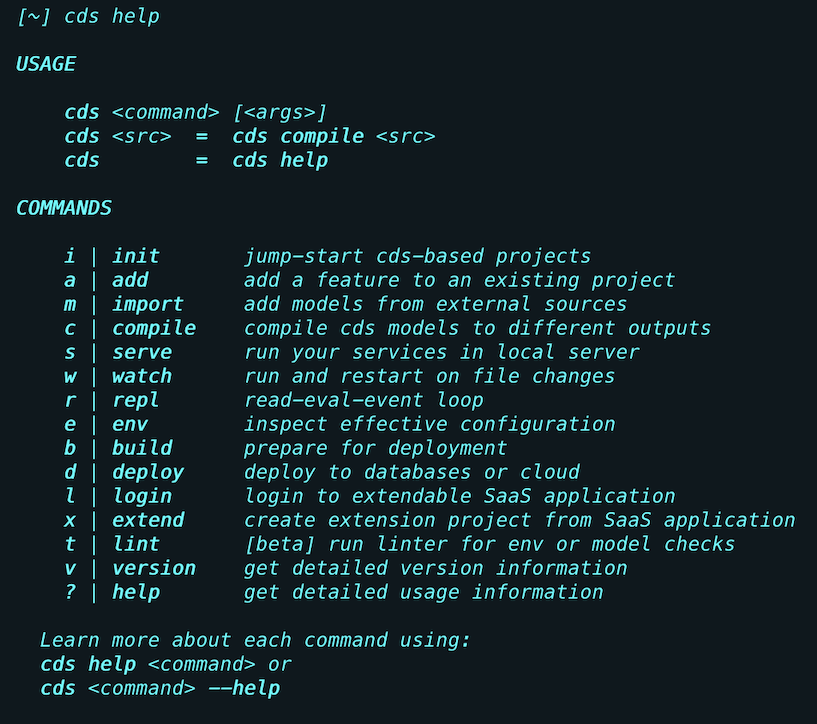 [~] cds help
USAGE
cds <command> [<args>]
cds <src> = cds compile <src>
cds = cds help
COMMANDS
i | init jump-start cds-based projects
a | add add a feature to an existing project
m | import add models from external sources
c | compile compile cds models to different outputs
s | serve run your services in local server
w | watch run and restart on file changes
r | repl read-eval-event loop
e | env inspect effective configuration
b | build prepare for deployment
d | deploy deploy to databases or cloud
l | login login to extendable SaaS application
x | extend create extension project from SaaS application
t | lint [beta] run linter for env or model checks
v | version get detailed version information
? | help get detailed usage information
Learn more about each command using:
cds help <command> or
cds <command> --help